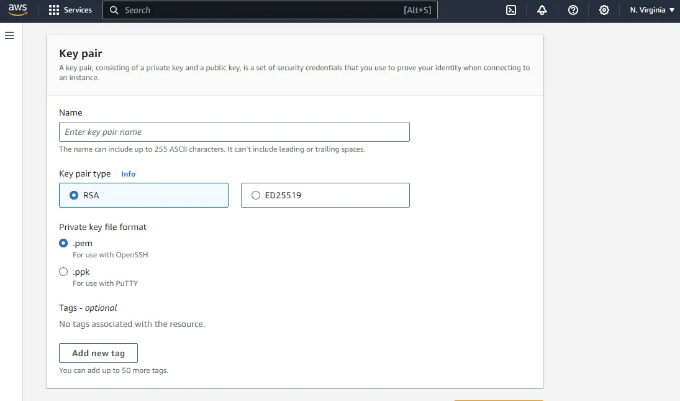 aws
Services
Search
[Alt+S]
N. Virginia
Key pair
A key pair, consisting of a private key and a public key, is a set of security credentials that you use to prove your identity when connecting to
an instance.
Name
Enter key pair name
The name can include up to 255 ASCII characters. It can't include leading or trailing spaces.
Key pair type
Info
RSA
ED25519
Private key file format
.pem
For use with OpenSSH
.ppk
For use with PuTTY
Tags - optional
No tags associated with the resource.
Add new tag
You can add up to 50 more tags.